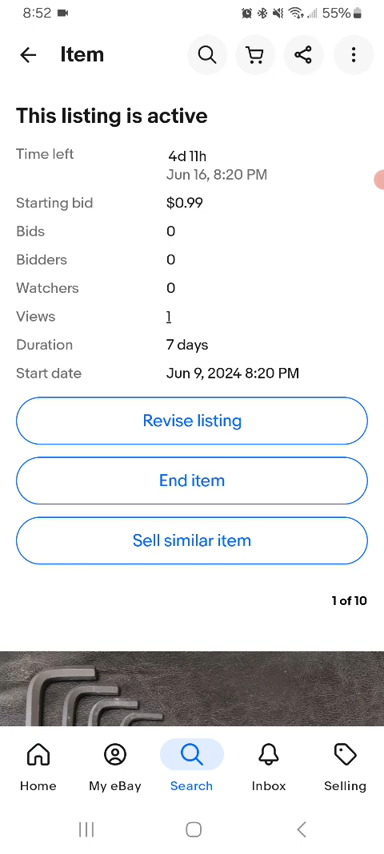 8:52 55%
Item
This listing is active
Time left 4d 11h
Jun 16, 8:20 PM
Starting bid $0.99
Bids 0
Bidders 0
Watchers 0
Views 1
Duration 7 days
Start date Jun 9, 2024 8:20 PM
Revise listing
End item
Sell similar item
1 of 10
Home My eBay Search Inbox Selling